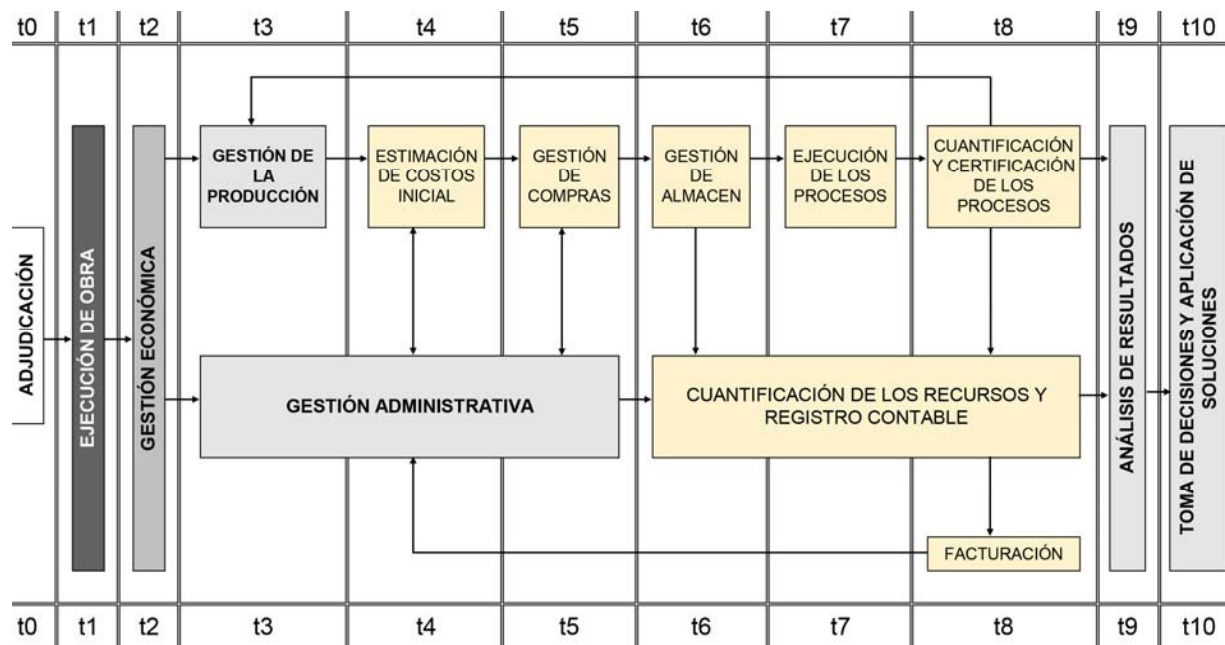 t0 t1 t2 t3 t4 t5 t6 t7 t8 t9 t10
ADJUDICACIÓN
EJECUCIÓN DE OBRA
GESTIÓN ECONÓMICA
GESTIÓN DE
LA
PRODUCCIÓN
ESTIMACIÓN
DE COSTOS
INICIAL
GESTIÓN
DE
COMPRAS
GESTIÓN
DE
ALMACEN
EJECUCIÓN
DE LOS
PROCESOS
CUANTIFICACIÓN
Y CERTIFICACIÓN
DE LOS
PROCESOS
GESTIÓN ADMINISTRATIVA
CUANTIFICACIÓN DE LOS RECURSOS Y
REGISTRO CONTABLE
FACTURACIÓN
ANÁLISIS DE RESULTADOS
TOMA DE DECISIONES Y APLICACIÓN DE
SOLUCIONES
t0 t1 t2 t3 t4 t5 t6 t7 t8 t9 t10